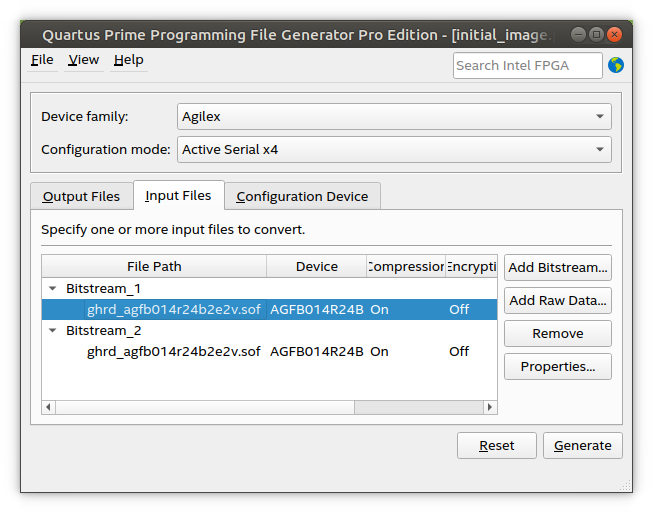 Quartus Prime Programming File Generator Pro Edition - [initial_image.
File View Help Search Intel FPGA
Device family: Agilex
Configuration mode: Active Serial x4
Output Files Input Files Configuration Device
Specify one or more input files to convert.
File Path Device Compression Encrypti
Bitstream_1
ghrd_agfb014r24b2e2v.sof AGFB014R24B On Off
Bitstream_2
ghrd_agfb014r24b2e2v.sof AGFB014R24B On Off
Add Bitstream...
Add Raw Data...
Remove
Properties...
Reset Generate